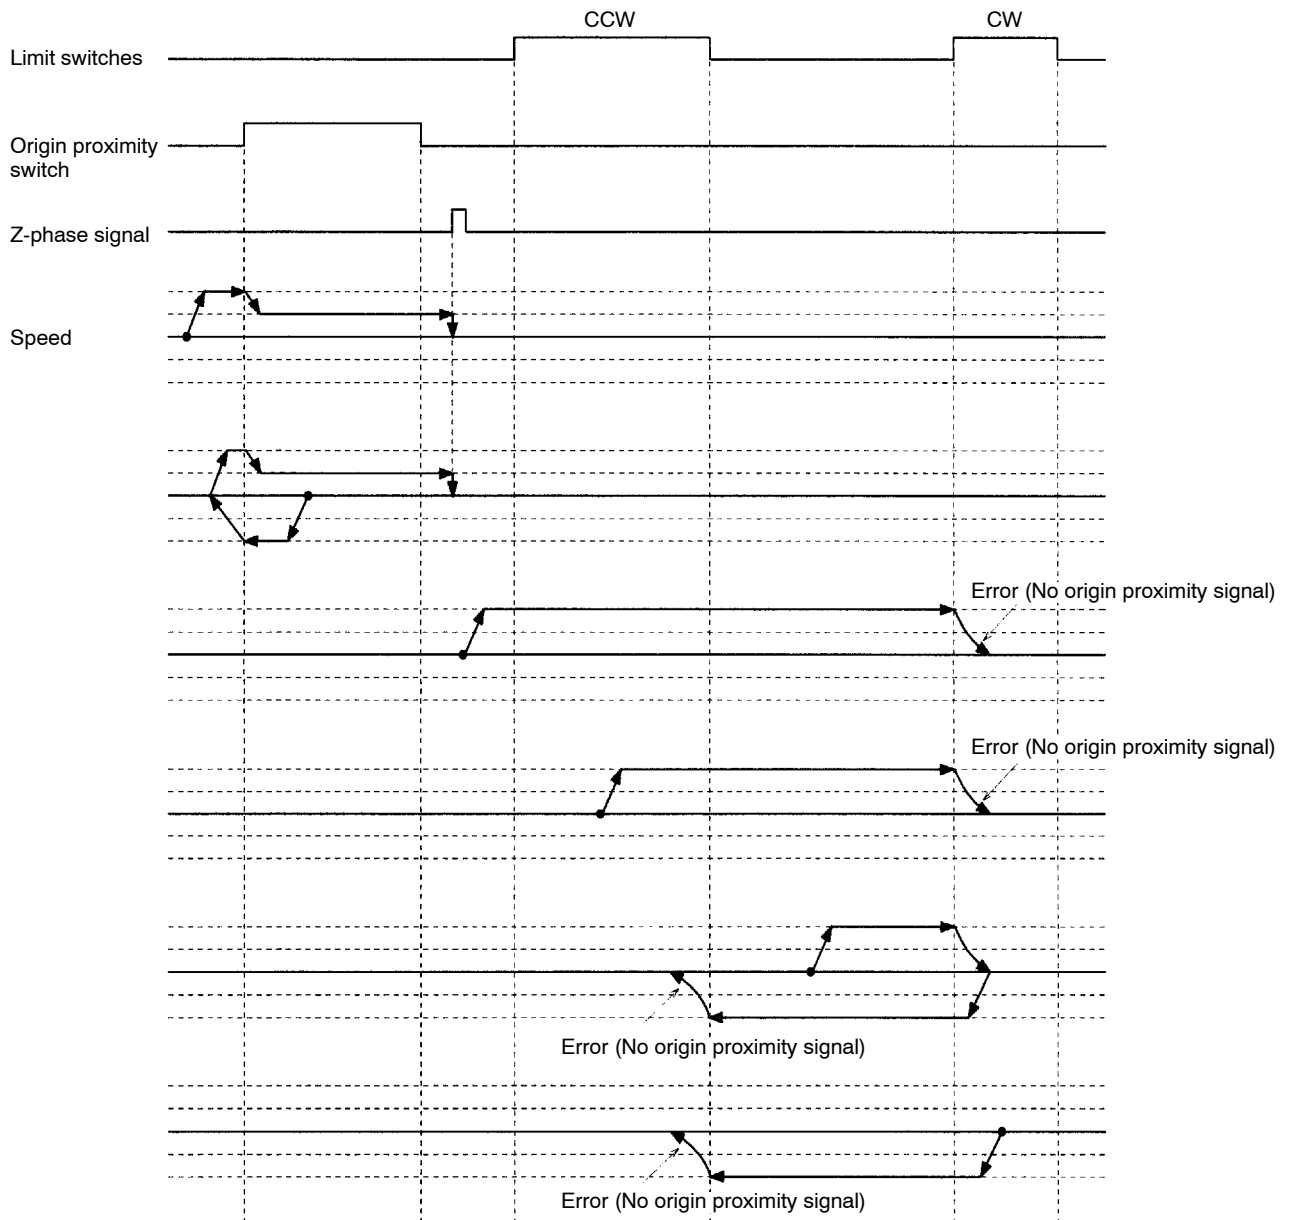 CCW
CW
Limit switches
Origin proximity
switch
Z-phase signal
Speed
Error (No origin proximity signal)
Error (No origin proximity signal)
Error (No origin proximity signal)
Error (No origin proximity signal)